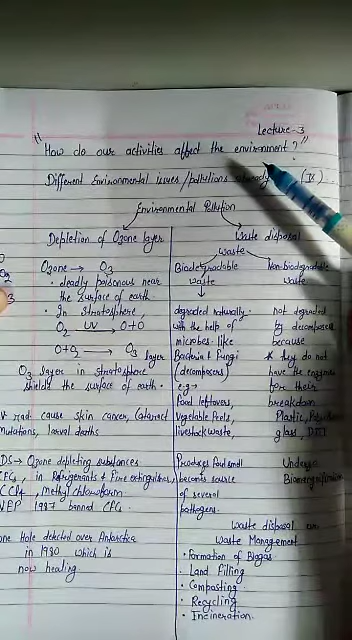 Lecture-3
"How do our activities affect the environment?"
Different Environmental issues/pollutions already
Environmental Pollution
Depletion of Ozone layer
Ozone → O3
• deadly poisonous near
the surface of earth.
• In stratosphere,
O2 UV→ O+O
O+O2 → O3
O3 layer in stratosphere
shields the surface of earth.
rad. cause skin cancer, Cataract
mutations, larval deaths
ODS → Ozone depleting substances
CFCs, in Refrigerants & Fire extinguishers,
CCl4, Methyl chloroform
UNEP 1987 banned CFCs.
Ozone Hole detected over Antarctica
in 1980 which is
now healing.
Waste disposal
waste
Biodegradable
waste
↓
degraded naturally
with the help of
microbes like
Bacteria & Fungi
(decomposers)
e.g →
Food leftovers,
Vegetable Peels,
livestock waste,
Produces foul smell
becomes source
of several
pathogens.
Non-biodegradable
waste
not degraded
by decomposers
because
they do not
have the enzymes
for their
breakdown
Plastic,
glass, DDT
Undergo
Biomagnification
Waste disposal or
Waste Management
• Formation of Biogas
• Land Filling
• Composting
• Recycling
• Incineration.